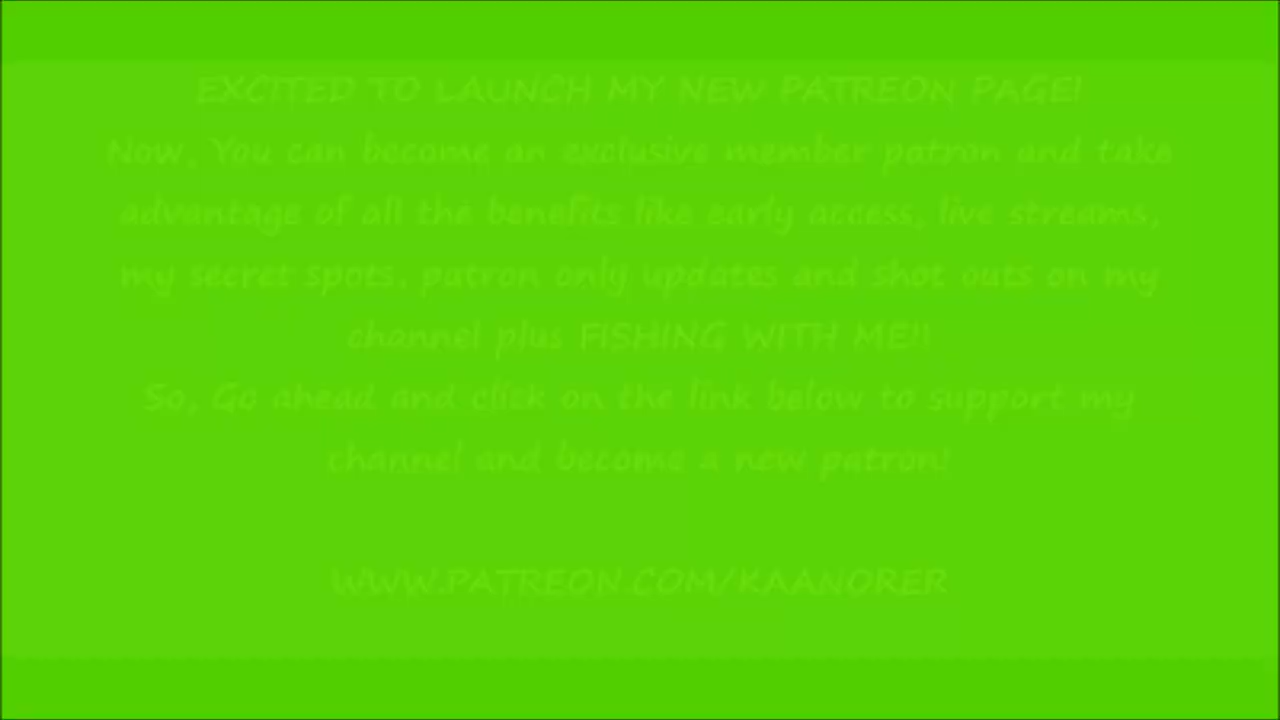 EXCITED TO LAUNCH MY NEW PATREON PAGE!
Now, You can become an exclusive member patron and take
advantage of all the benefits like early access, live streams,
my secret spots, patron only updates and shot outs on my
channel plus FISHING WITH ME!!
So, Go ahead and click on the link below to support my
channel and become a new patron!
WWW.PATREON.COM/KAANORER